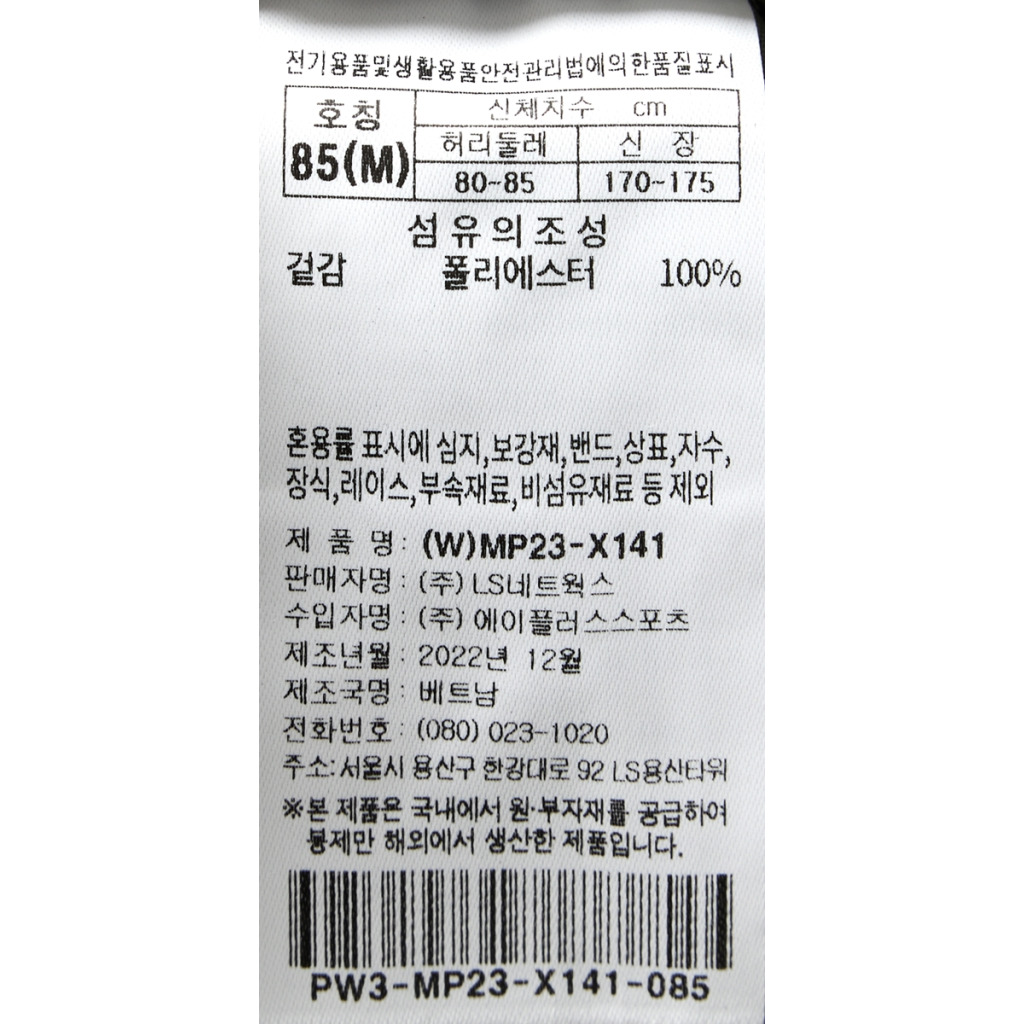 전기용품및생활용품안전관리법에의한품질표시
호칭 신체치수 cm
85(M) 허리둘레 신 장
80~85 170~175
섬유의조성
겉감 폴리에스터 100%
혼용률 표시에 심지,보강재,밴드,상표,자수,
장식,레이스,부속재료,비섬유재료 등 제외
제 품 명 : (W)MP23-X141
판매자명 : (주) LS네트웍스
수입자명 : (주) 에이플러스스포츠
제조년월 : 2022년 12월
제조국명 : 베트남
전화번호 : (080) 023-1020
주소:서울시 용산구 한강대로 92 LS용산타워
※본 제품은 국내에서 원·부자재를 공급하여
봉제만 해외에서 생산한 제품입니다.
PW3-MP23-X141-085